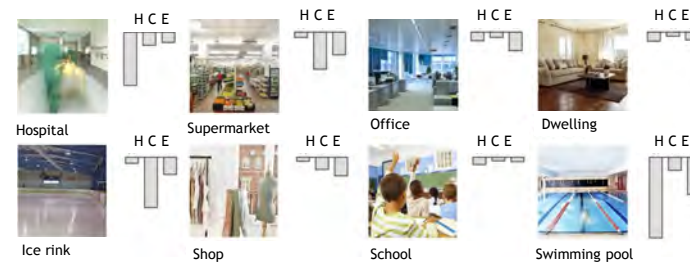 H C E
H C E
H C E
H C E
Hospital
Supermarket
Office
Dwelling
H C E
H C E
H C E
H C E
Ice rink
Shop
School
Swimming pool